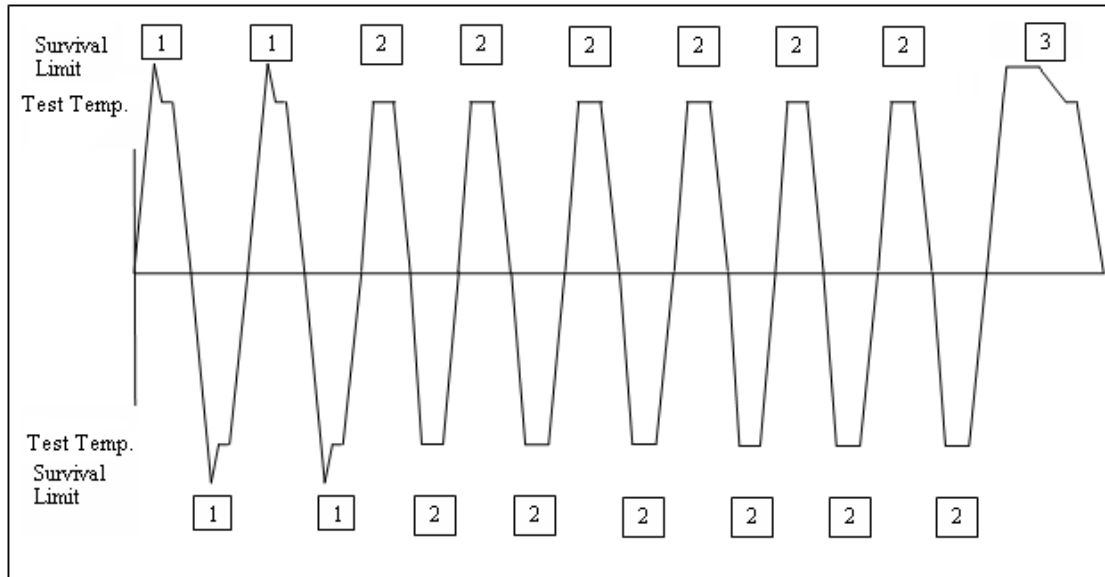 Survival
Limit
1 1 2 2 2 2 2 2 3
Test Temp.
Test Temp.
Survival
Limit
1 1 2 2 2 2 2 2